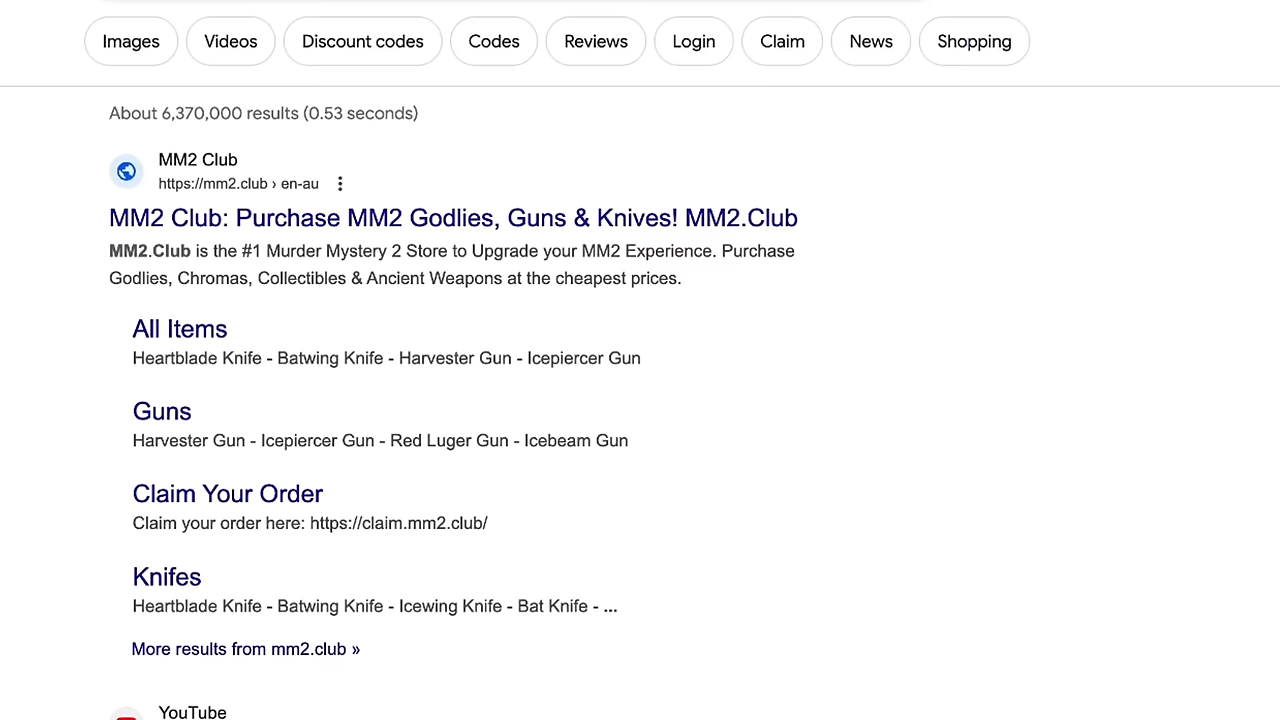 Images Videos Discount codes Codes Reviews Login Claim News Shopping
About 6,370,000 results (0.53 seconds)
MM2 Club
https://mm2.club › en-au
MM2 Club: Purchase MM2 Godlies, Guns & Knives! MM2.Club
MM2.Club is the #1 Murder Mystery 2 Store to Upgrade your MM2 Experience. Purchase
Godlies, Chromas, Collectibles & Ancient Weapons at the cheapest prices.
All Items
Heartblade Knife - Batwing Knife - Harvester Gun - Icepiercer Gun
Guns
Harvester Gun - Icepiercer Gun - Red Luger Gun - Icebeam Gun
Claim Your Order
Claim your order here: https://claim.mm2.club/
Knifes
Heartblade Knife - Batwing Knife - Icewing Knife - Bat Knife - ...
More results from mm2.club »
YouTube